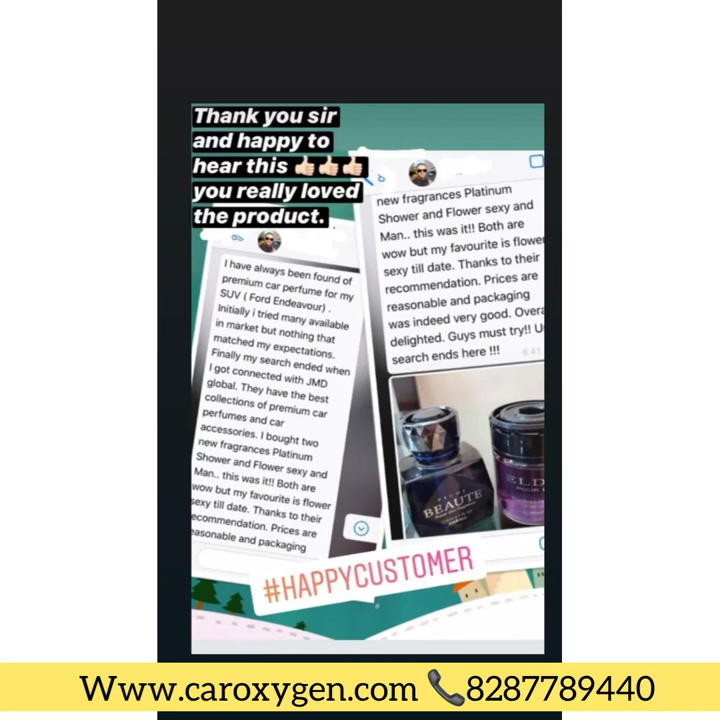 Thank you sir
and happy to
hear this 👍🏻👍🏻👍🏻
you really loved
the product.
I have always been found of
premium car perfume for my
SUV ( Ford Endeavour) .
Initially i tried many available
in market but nothing that
matched my expectations.
Finally my search ended when
I got connected with JMD
global. They have the best
collections of premium car
perfumes and car
accessories. I bought two
new fragrances Platinum
Shower and Flower sexy and
Man.. this was it!! Both are
wow but my favourite is flower
sexy till date. Thanks to their
recommendation. Prices are
reasonable and packaging
new fragrances Platinum
Shower and Flower sexy and
Man.. this was it!! Both are
wow but my favourite is flower
sexy till date. Thanks to their
recommendation. Prices are
reasonable and packaging
was indeed very good. Overa
delighted. Guys must try!! U
search ends here !!!
8:41
BEAUTE
ELD
#HAPPYCUSTOMER
Www.caroxygen.com 📞8287789440